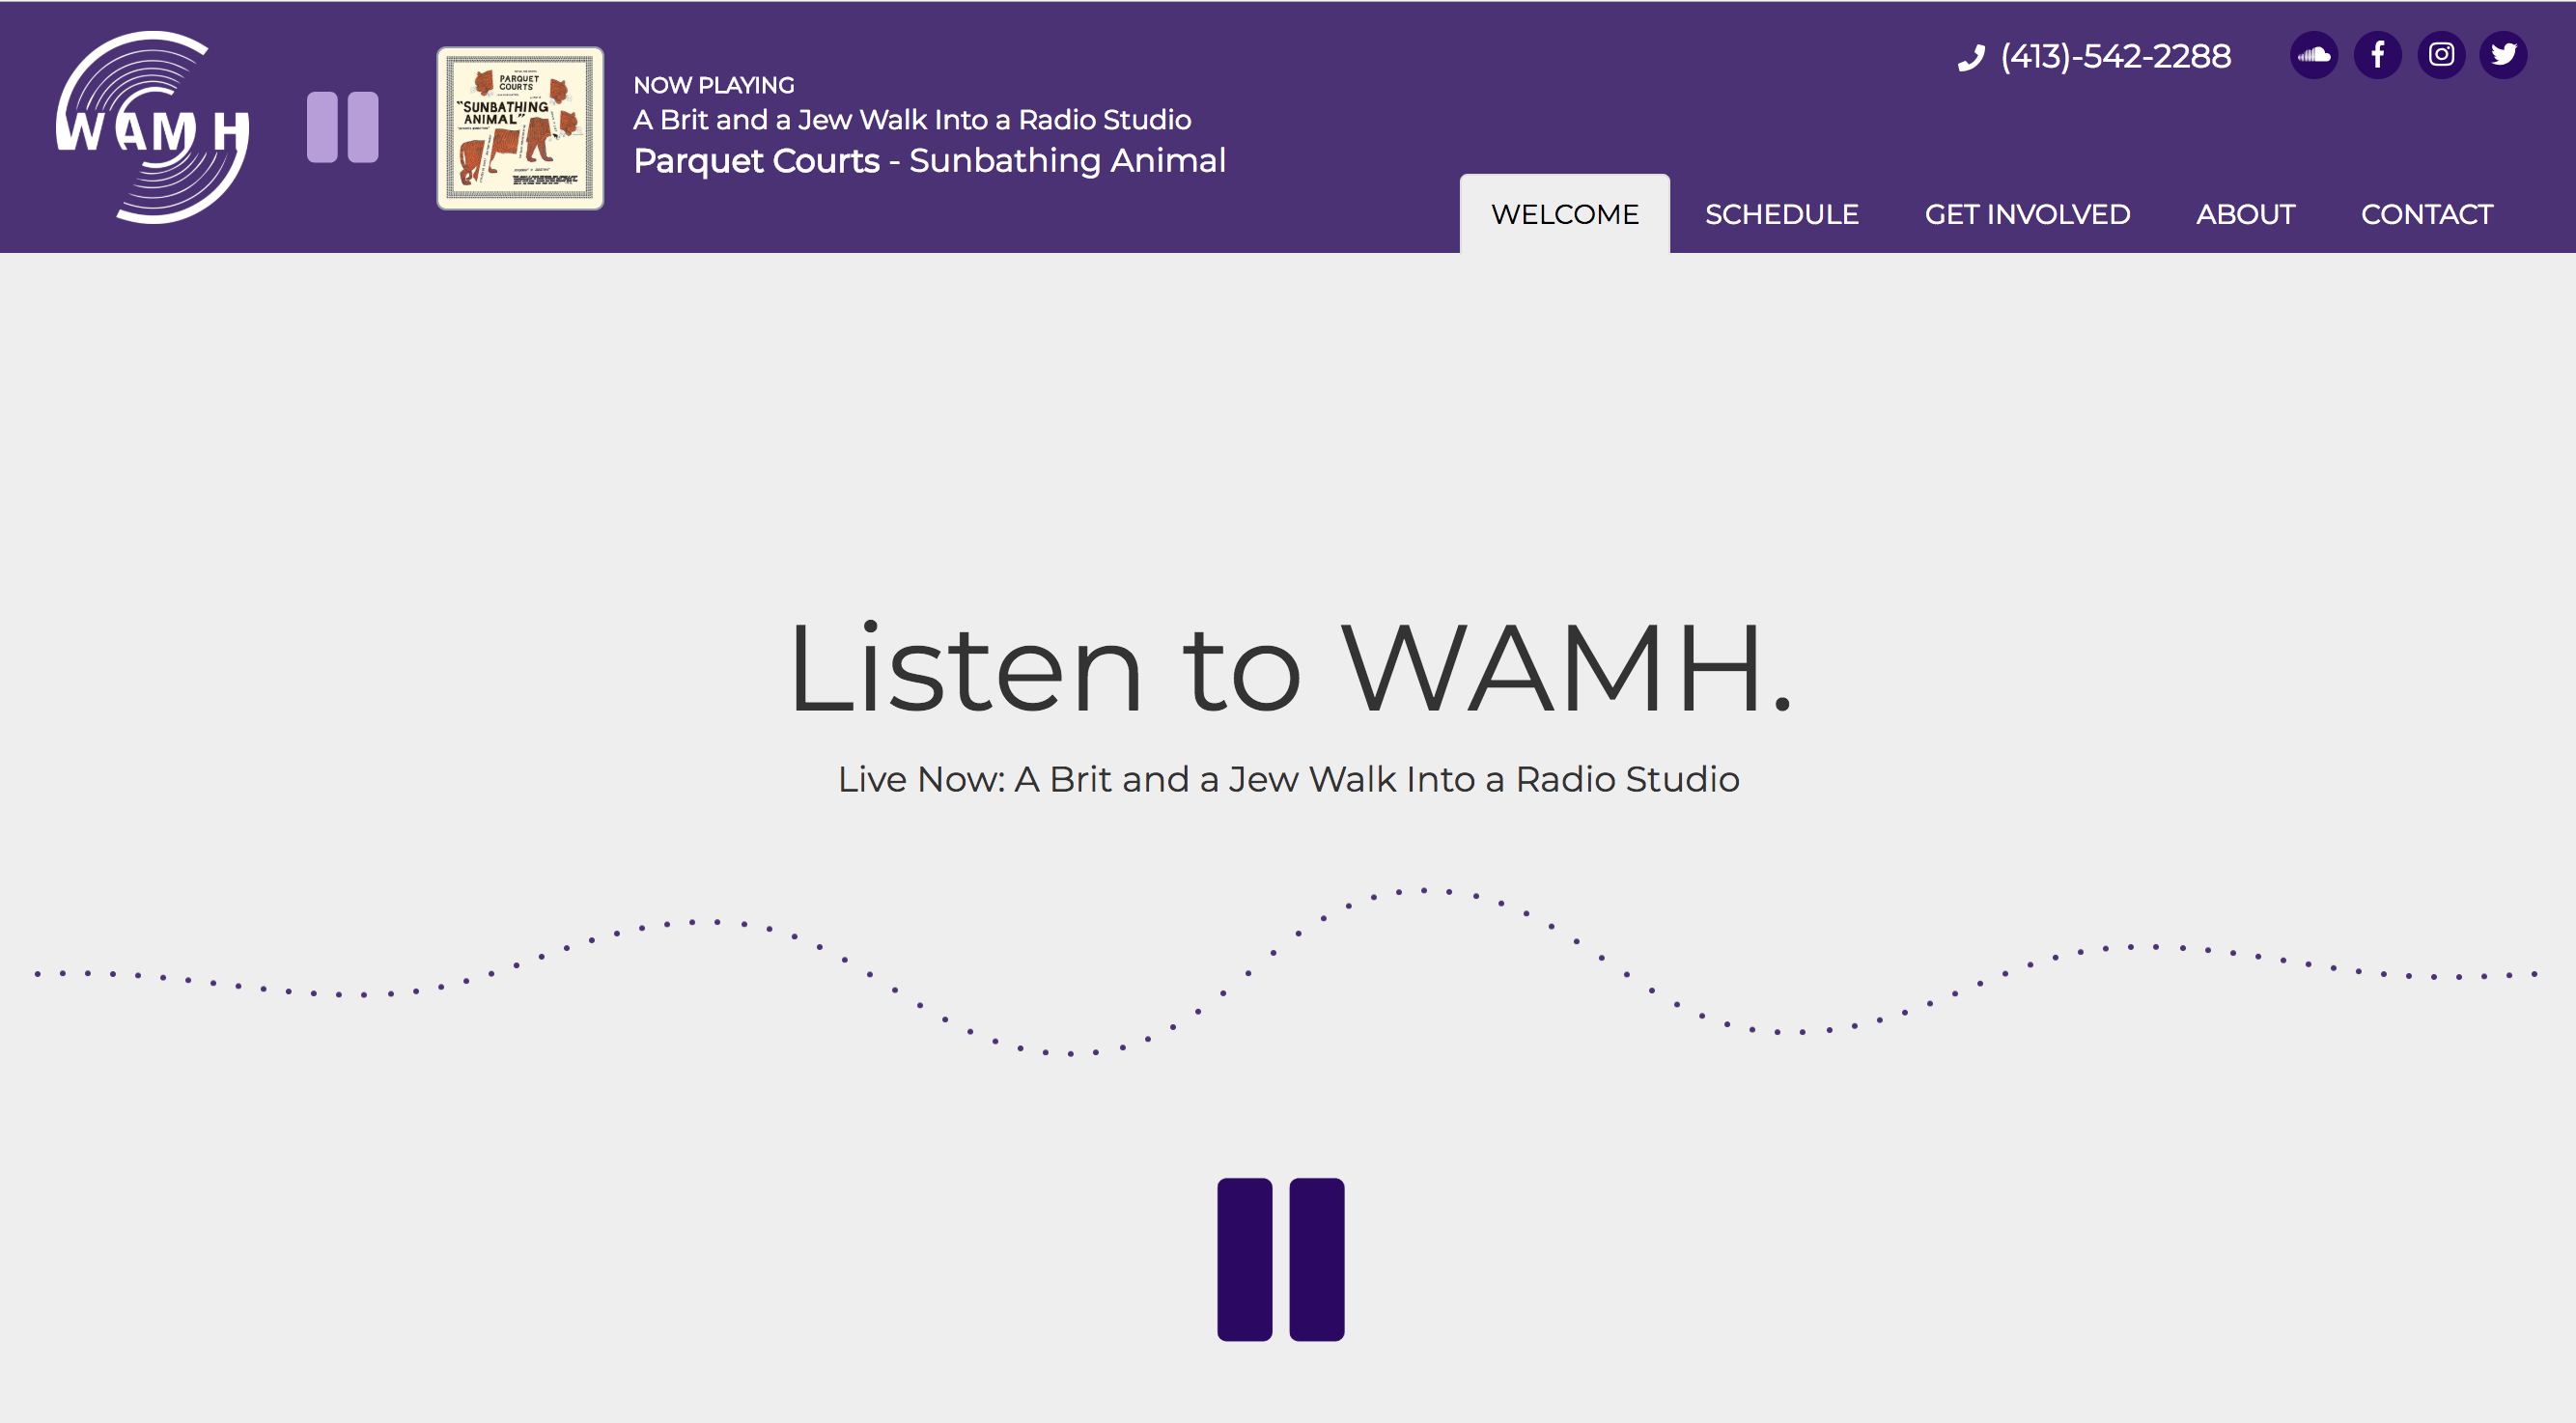 WAMH
PARQUET
COURTS
"SUNBATHING
ANIMAL"
NOW PLAYING
A Brit and a Jew Walk Into a Radio Studio
Parquet Courts - Sunbathing Animal
(413)-542-2288
WELCOME
SCHEDULE
GET INVOLVED
ABOUT
CONTACT
Listen to WAMH.
Live Now: A Brit and a Jew Walk Into a Radio Studio